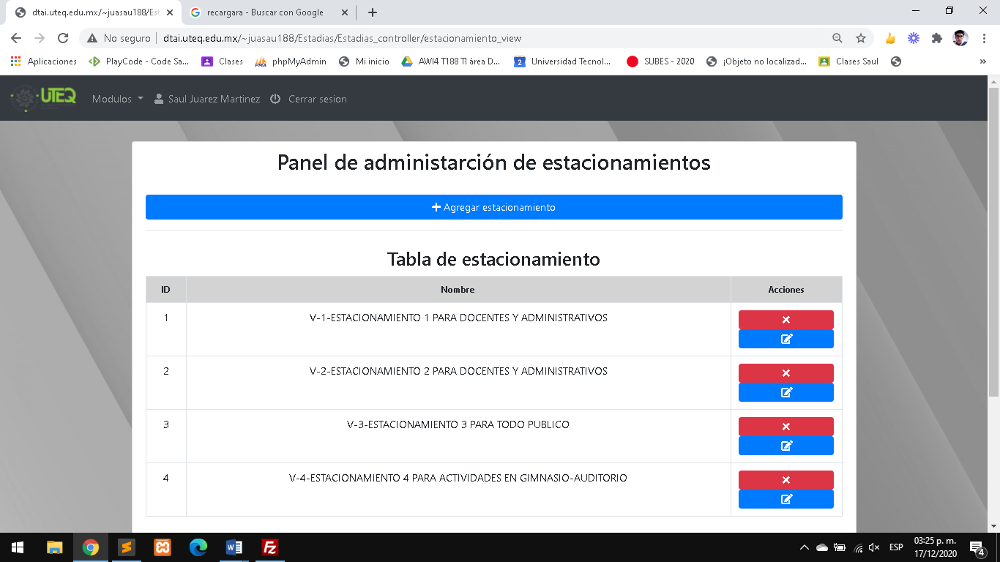 dtai.uteq.edu.mx/~juasau188/Est
recargara - Buscar con Google
No seguro
dtai.uteq.edu.mx/~juasau188/Estadias/Estadias_controller/estacionamiento_view
Aplicaciones
PlayCode - Code Sa...
Clases
phpMyAdmin
Mi inicio
AWI4 T188 TI área D...
Universidad Tecnol...
SUBES - 2020
¡Objeto no localizad...
Clases Saul
»
UTEQ
Modulos
Saul Juarez Martinez
Cerrar sesion
Panel de administarción de estacionamientos
Agregar estacionamiento
Tabla de estacionamiento
ID Nombre Acciones
1 V-1-ESTACIONAMIENTO 1 PARA DOCENTES Y ADMINISTRATIVOS
2 V-2-ESTACIONAMIENTO 2 PARA DOCENTES Y ADMINISTRATIVOS
3 V-3-ESTACIONAMIENTO 3 PARA TODO PUBLICO
4 V-4-ESTACIONAMIENTO 4 PARA ACTIVIDADES EN GIMNASIO-AUDITORIO
ESP
03:25 p. m.
17/12/2020
4